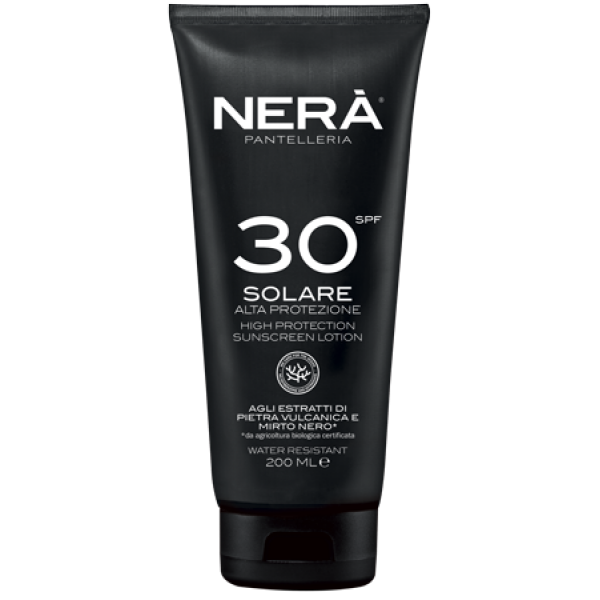 NERÀ®
PANTELLERIA
30 SPF
SOLARE
ALTA PROTEZIONE
HIGH PROTECTION
SUNSCREEN LOTION
AGLI ESTRATTI DI
PIETRA VULCANICA E
MIRTO NERO*
*da agricoltura biologica certificata
WATER RESISTANT
200 ML e